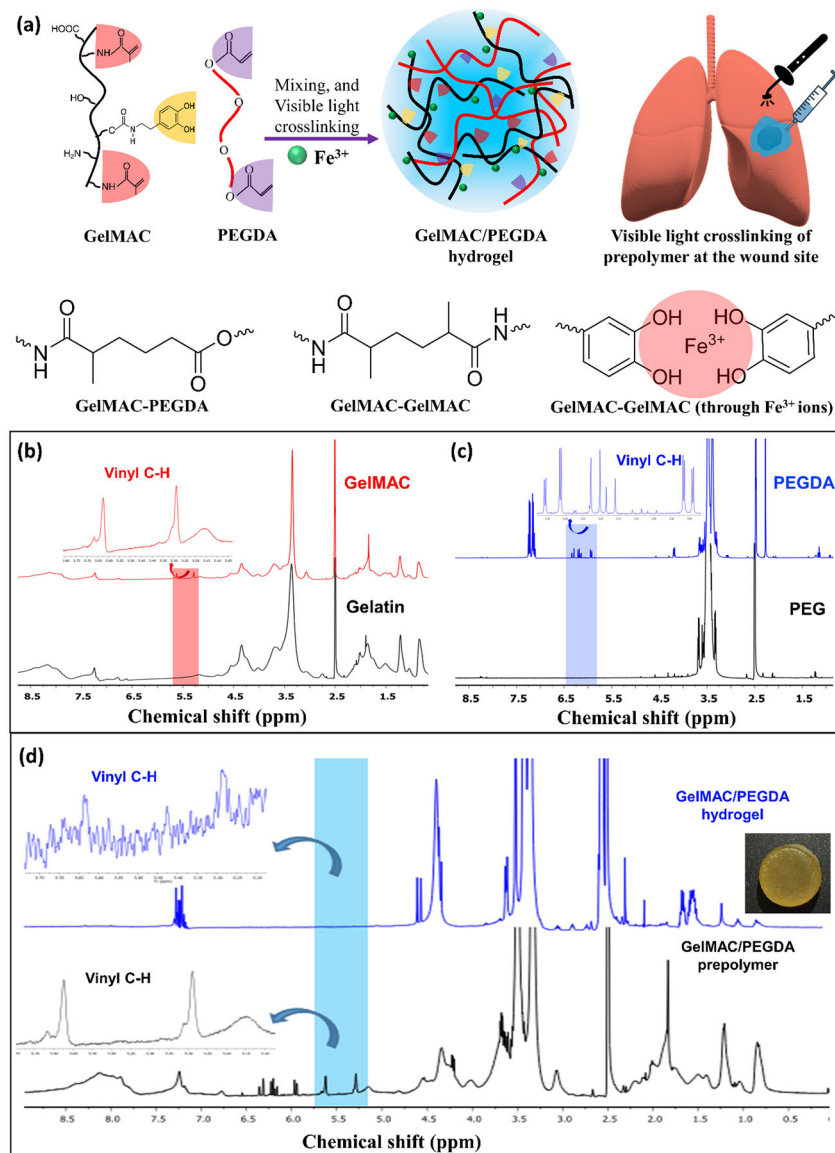 (a)
HOOC
NH
O
HO
O
C
N
H
OH
OH
H₂N
NH
O
GelMAC
O
O
O
O
O
O
PEGDA
Mixing, and
Visible light
crosslinking
Fe³⁺
GelMAC/PEGDA
hydrogel
Visible light crosslinking of
prepolymer at the wound site
O
N
H
O
O
GelMAC-PEGDA
O
N
H
H
N
O
GelMAC-GelMAC
OH
OH
Fe³⁺
HO
HO
GelMAC-GelMAC (through Fe³⁺ ions)
(b)
Vinyl C-H
GelMAC
Gelatin
8.5 7.5 6.5 5.5 4.5 3.5 2.5 1.5
Chemical shift (ppm)
(c)
Vinyl C-H
PEGDA
PEG
8.5 7.5 6.5 5.5 4.5 3.5 2.5 1.5
Chemical shift (ppm)
(d)
Vinyl C-H
GelMAC/PEGDA
hydrogel
Vinyl C-H
GelMAC/PEGDA
prepolymer
8.5 8.0 7.5 7.0 6.5 6.0 5.5 5.0 4.5 4.0 3.5 3.0 2.5 2.0 1.5 1.0 0.5
Chemical shift (ppm)